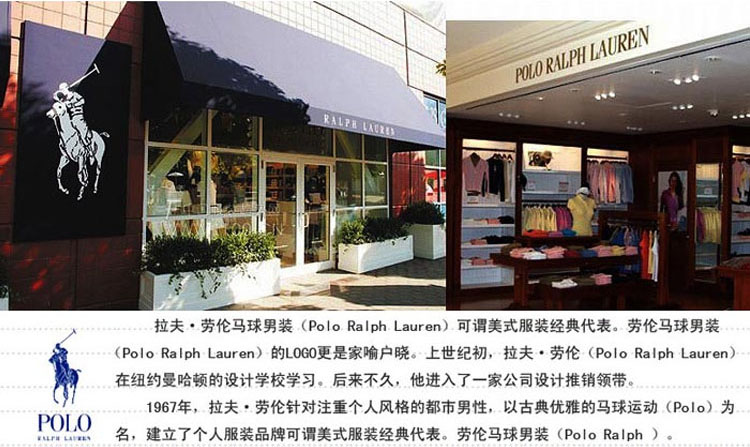 RALPH LAUREN
POLO RALPH LAUREN
拉夫·劳伦马球男装（Polo Ralph Lauren）可谓美式服装经典代表。劳伦马球男装
（Polo Ralph Lauren）的LOGO更是家喻户晓。上世纪初，拉夫·劳伦（Polo Ralph Lauren）
在纽约曼哈顿的设计学校学习。后来不久，他进入了一家公司设计推销领带。
1967年，拉夫·劳伦针对注重个人风格的都市男性，以古典优雅的马球运动（Polo）为
名，建立了个人服装品牌可谓美式服装经典代表。劳伦马球男装（Polo Ralph ）。
POLO
RALPH LAUREN